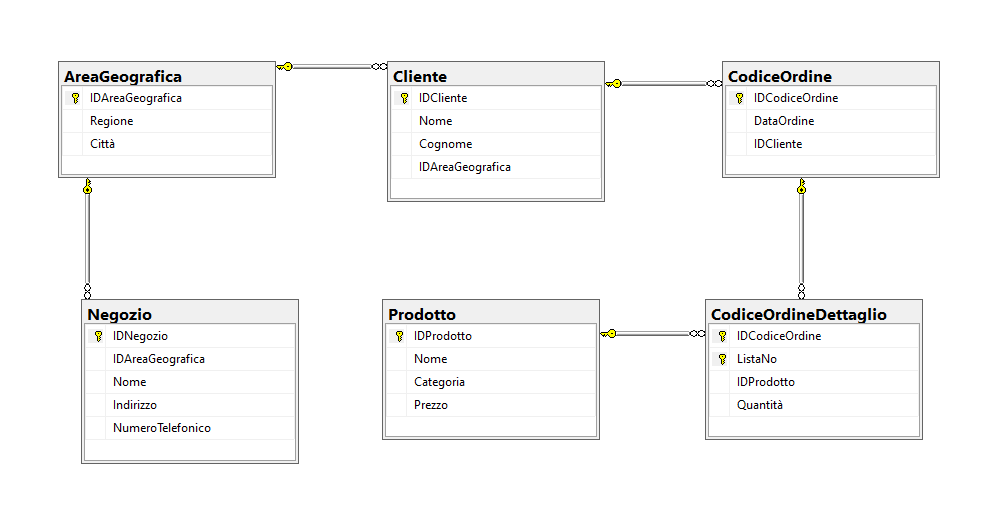 AreaGeografica
IDAreaGeografica
Regione
Città
Cliente
IDCliente
Nome
Cognome
IDAreaGeografica
CodiceOrdine
IDCodiceOrdine
DataOrdine
IDCliente
Negozio
IDNegozio
IDAreaGeografica
Nome
Indirizzo
NumeroTelefonico
Prodotto
IDProdotto
Nome
Categoria
Prezzo
CodiceOrdineDettaglio
IDCodiceOrdine
ListaNo
IDProdotto
Quantità